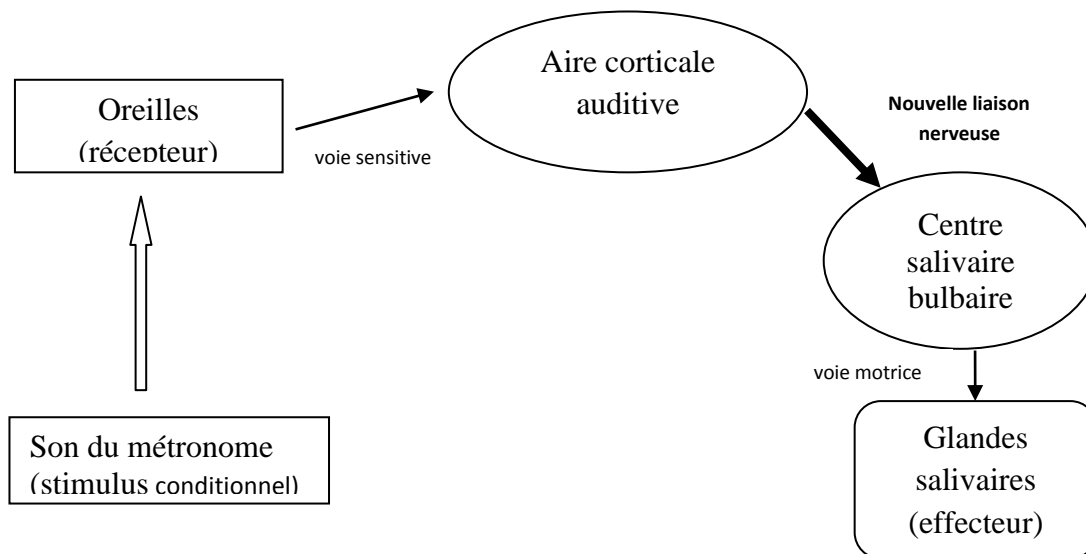 Aire corticale
auditive
Oreilles
(récepteur)
voie sensitive
Nouvelle liaison
nerveuse
Centre
salivaire
bulbaire
voie motrice
Son du métronome
(stimulus conditionnel)
Glandes
salivaires
(effecteur)